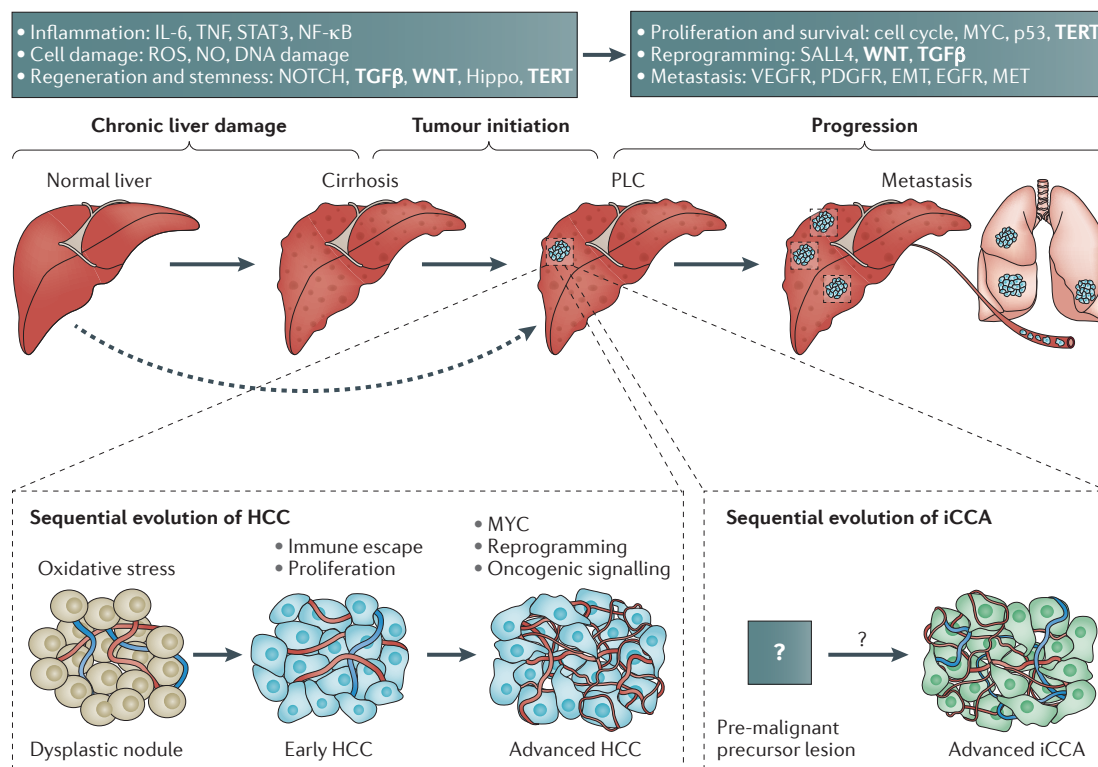 • Inflammation: IL-6, TNF, STAT3, NF-κB
• Cell damage: ROS, NO, DNA damage
• Regeneration and stemness: NOTCH, TGFβ, WNT, Hippo, TERT
• Proliferation and survival: cell cycle, MYC, p53, TERT
• Reprogramming: SALL4, WNT, TGFβ
• Metastasis: VEGFR, PDGFR, EMT, EGFR, MET
Chronic liver damage
Tumour initiation
Progression
Normal liver
Cirrhosis
PLC
Metastasis
Sequential evolution of HCC
Oxidative stress
• Immune escape
• Proliferation
• MYC
• Reprogramming
• Oncogenic signalling
Dysplastic nodule
Early HCC
Advanced HCC
Sequential evolution of iCCA
?
?
Pre-malignant
precursor lesion
Advanced iCCA